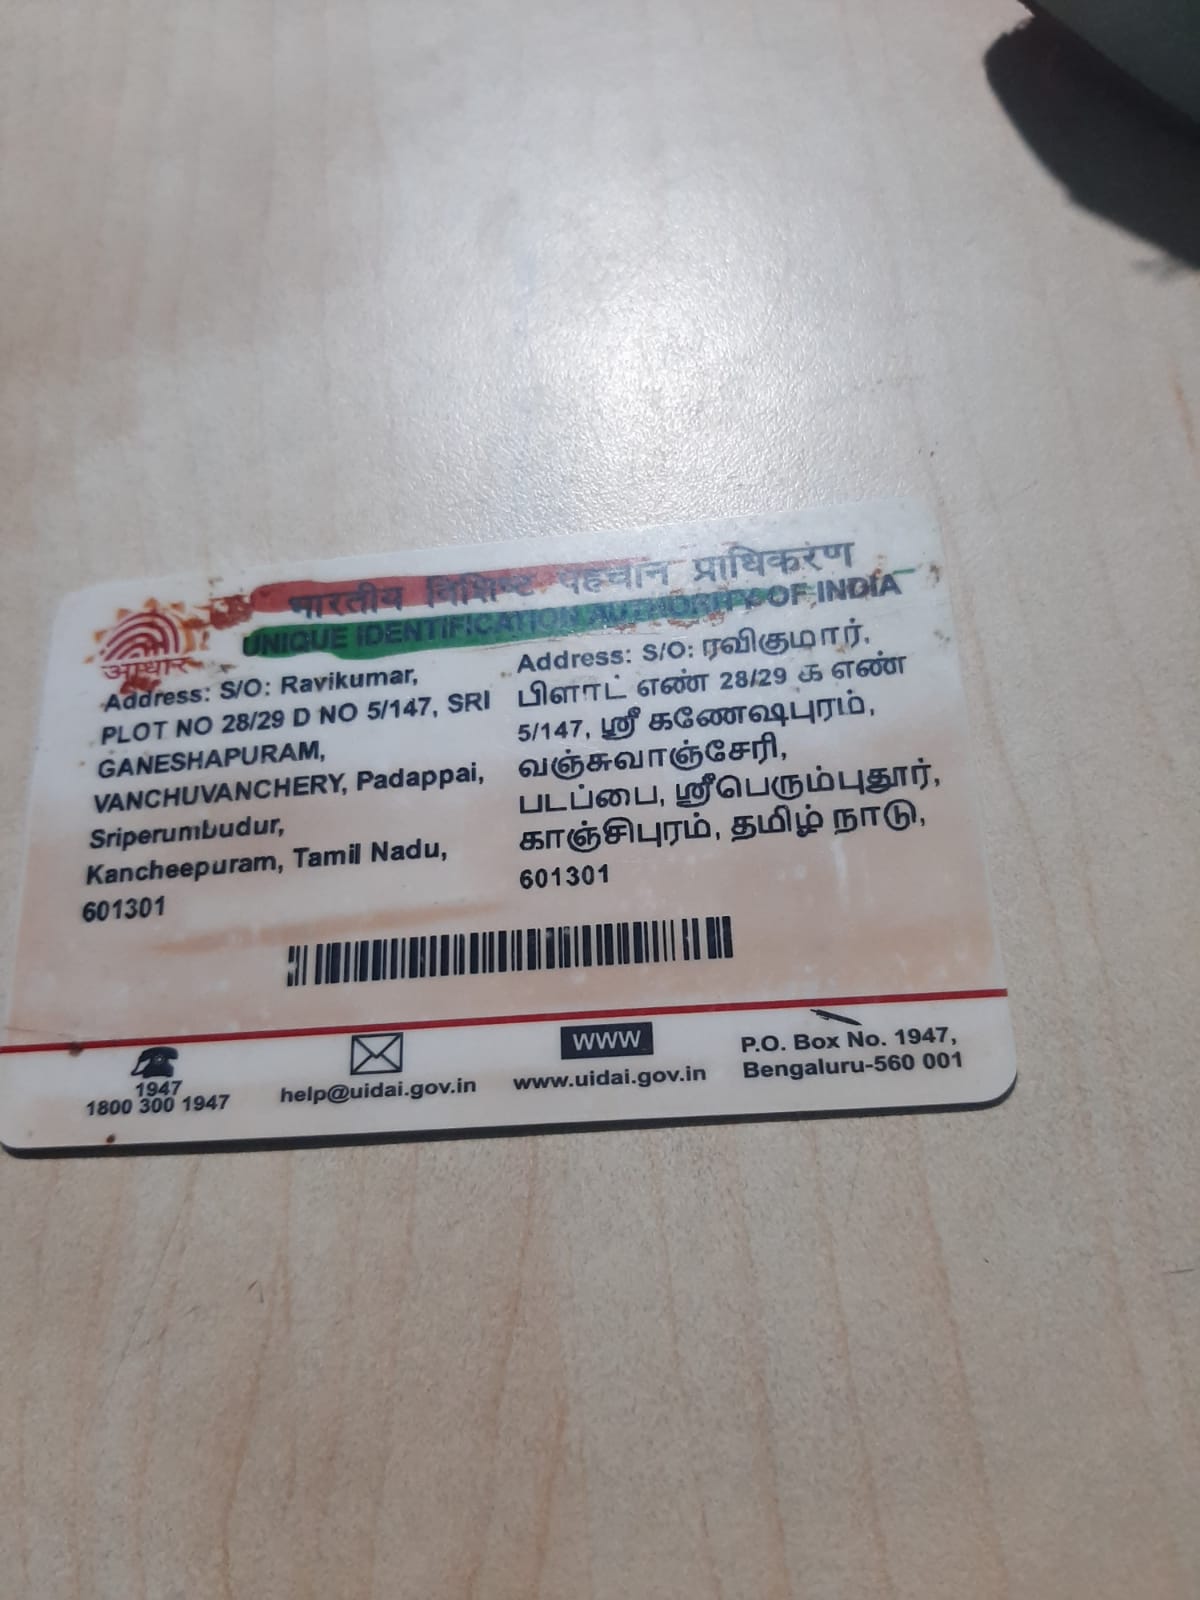 भारतीय विशिष्ट पहचान प्राधिकरण
UNIQUE IDENTIFICATION AUTHORITY OF INDIA
आधार
Address: S/O: Ravikumar,
PLOT NO 28/29 D NO 5/147, SRI
GANESHAPURAM,
VANCHUVANCHERY, Padappai,
Sriperumbudur,
Kancheepuram, Tamil Nadu,
601301
Address: S/O: ரவிகுமார்,
பிளாட் எண் 28/29 க எண்
5/147, ஸ்ரீ கணேஷபுரம்,
வஞ்சுவாஞ்சேரி,
படப்பை, ஸ்ரீபெரும்புதூர்,
காஞ்சிபுரம், தமிழ் நாடு,
601301
1947
1800 300 1947
help@uidai.gov.in
WWW
www.uidai.gov.in
P.O. Box No. 1947,
Bengaluru-560 001